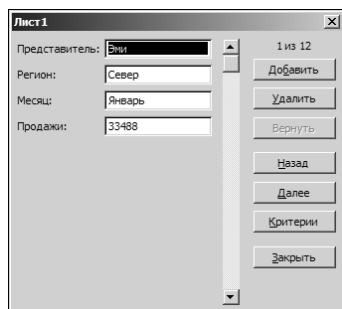 Лист1
Представитель: Эми
1 из 12
Добавить
Регион: Север
Удалить
Месяц: Январь
Вернуть
Продажи: 33488
Назад
Далее
Критерии
Закрыть